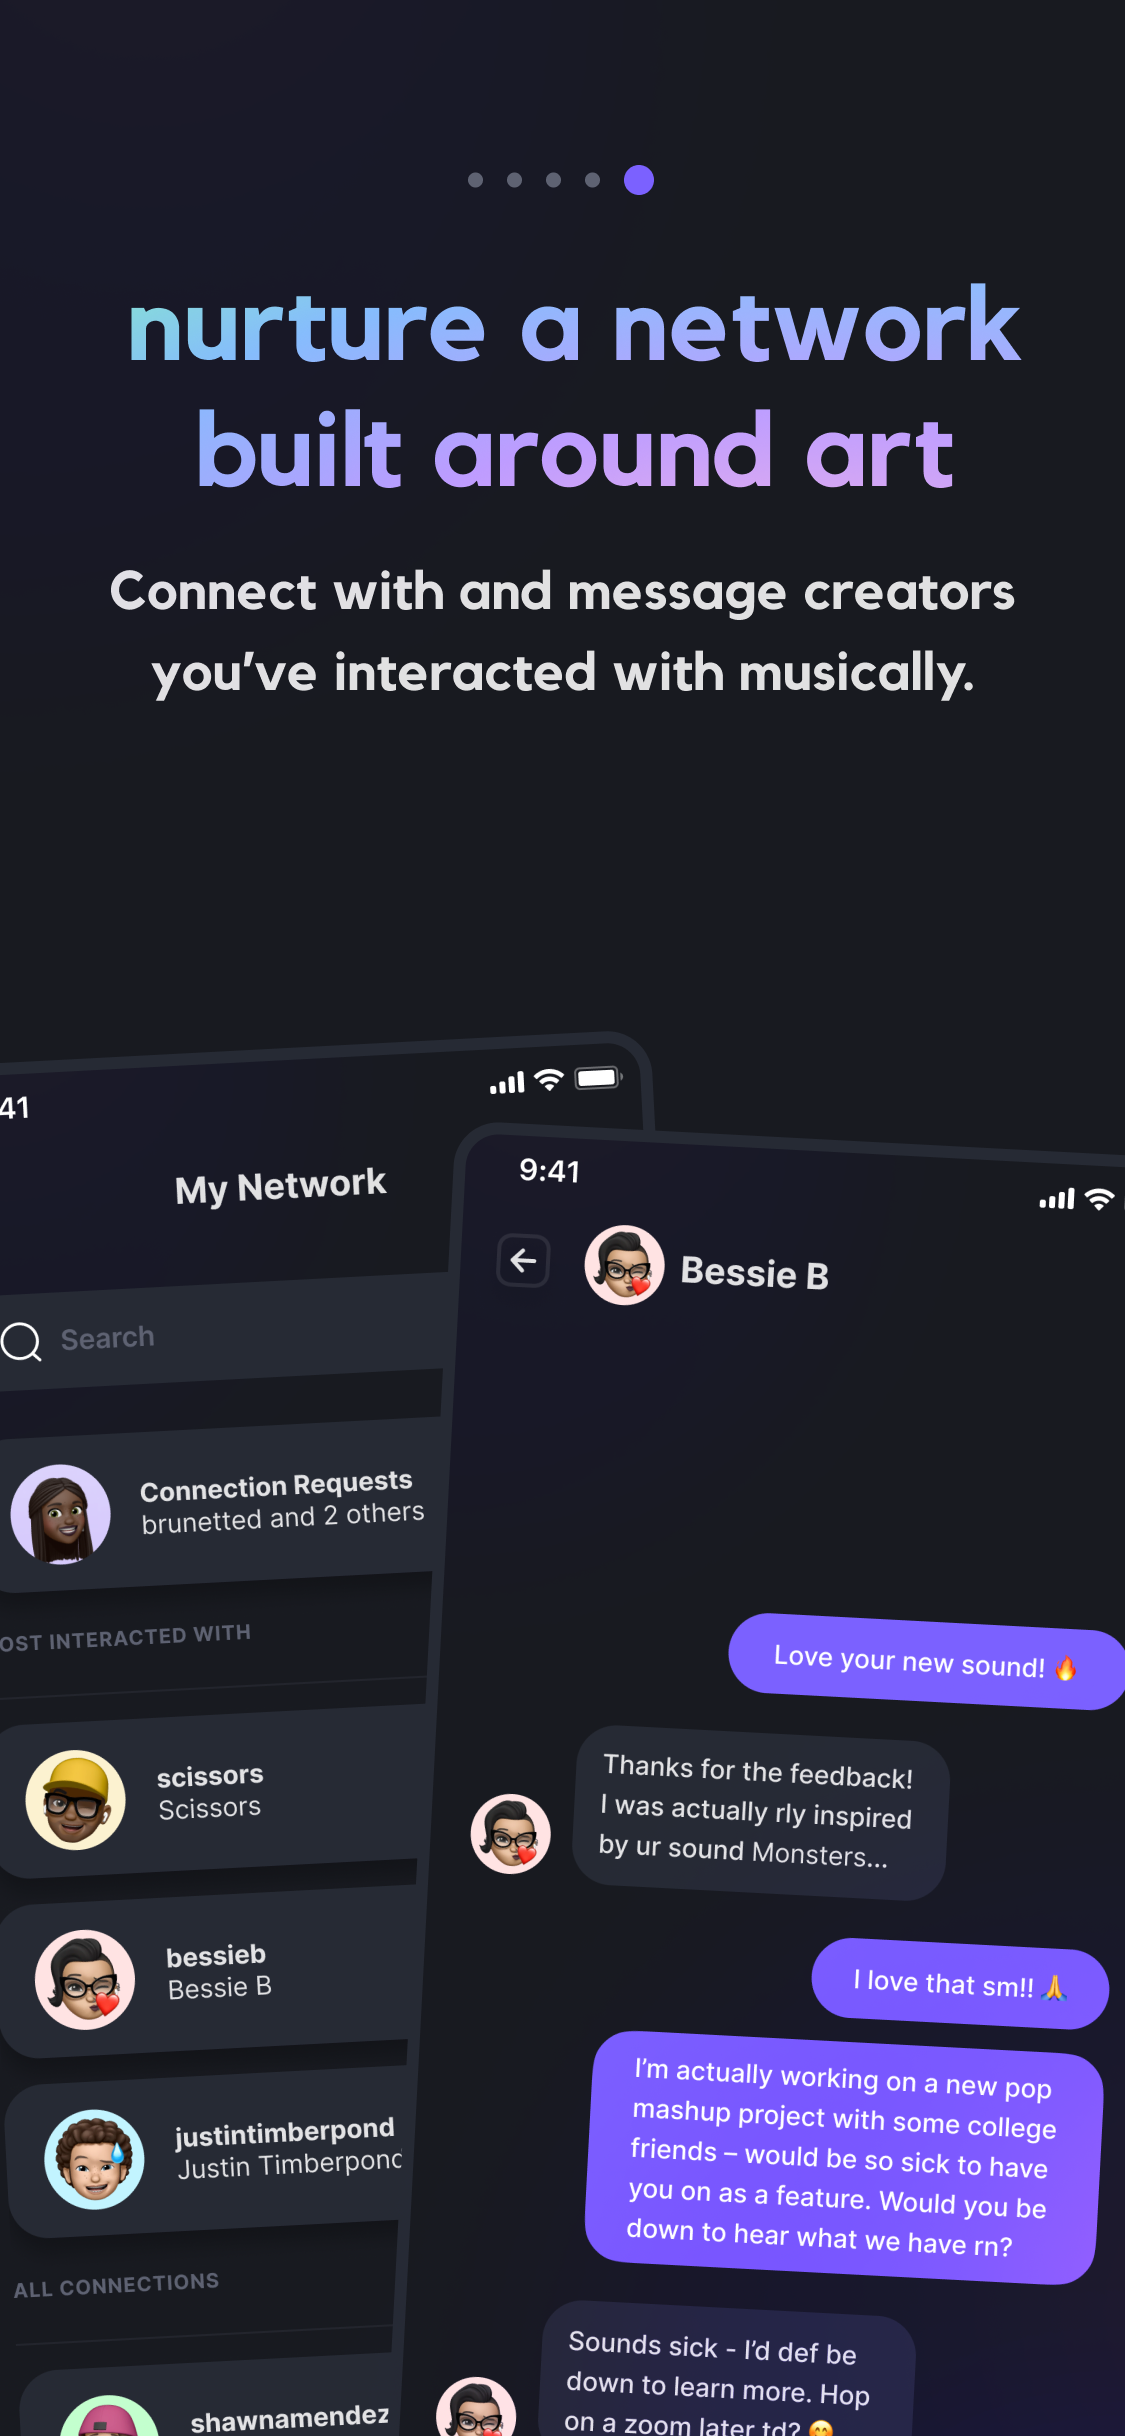 nurture a network
built around art
Connect with and message creators
you’ve interacted with musically.
41
My Network
Search
Connection Requests
brunetted and 2 others
OST INTERACTED WITH
scissors
Scissors
bessieb
Bessie B
justintimberpond
Justin Timberpond
ALL CONNECTIONS
shawnamendez
9:41
Bessie B
Love your new sound! 🔥
Thanks for the feedback!
I was actually rly inspired
by ur sound Monsters...
I love that sm!! 🙏
I’m actually working on a new pop
mashup project with some college
friends – would be so sick to have
you on as a feature. Would you be
down to hear what we have rn?
Sounds sick - I’d def be
down to learn more. Hop
on a zoom later td? 😊